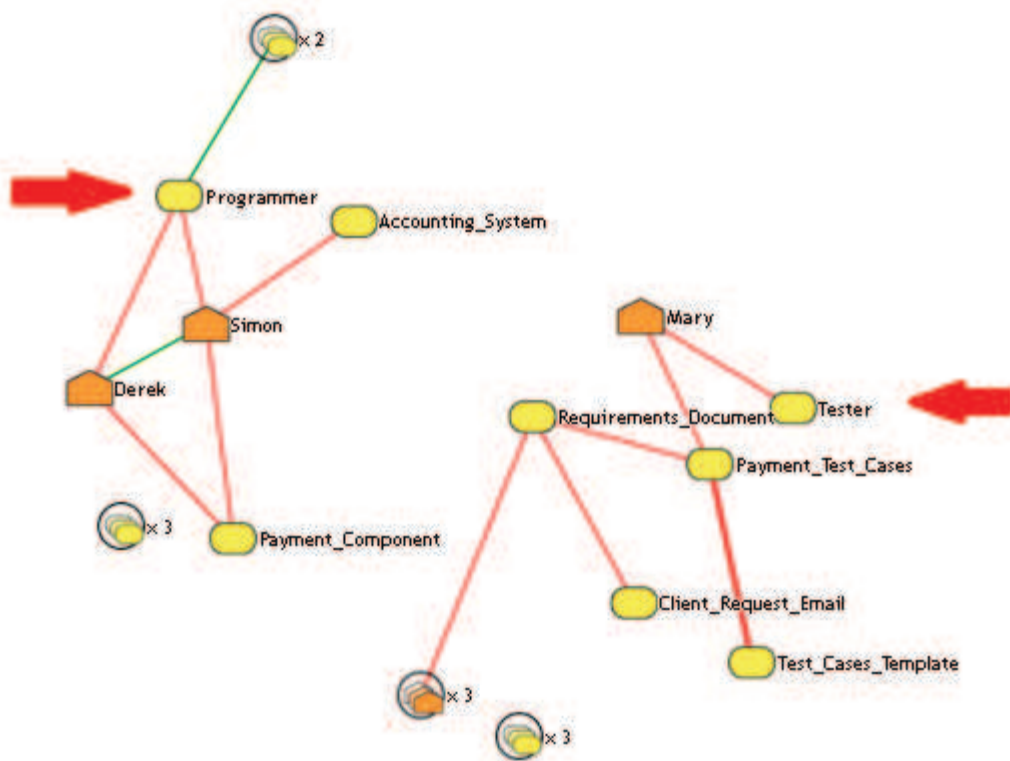 × 2
Programmer
Accounting_System
Simon
Mary
Derek
Requirements_Document
Tester
Payment_Test_Cases
× 3
Payment_Component
Client_Request_Email
Test_Cases_Template
× 3
× 3